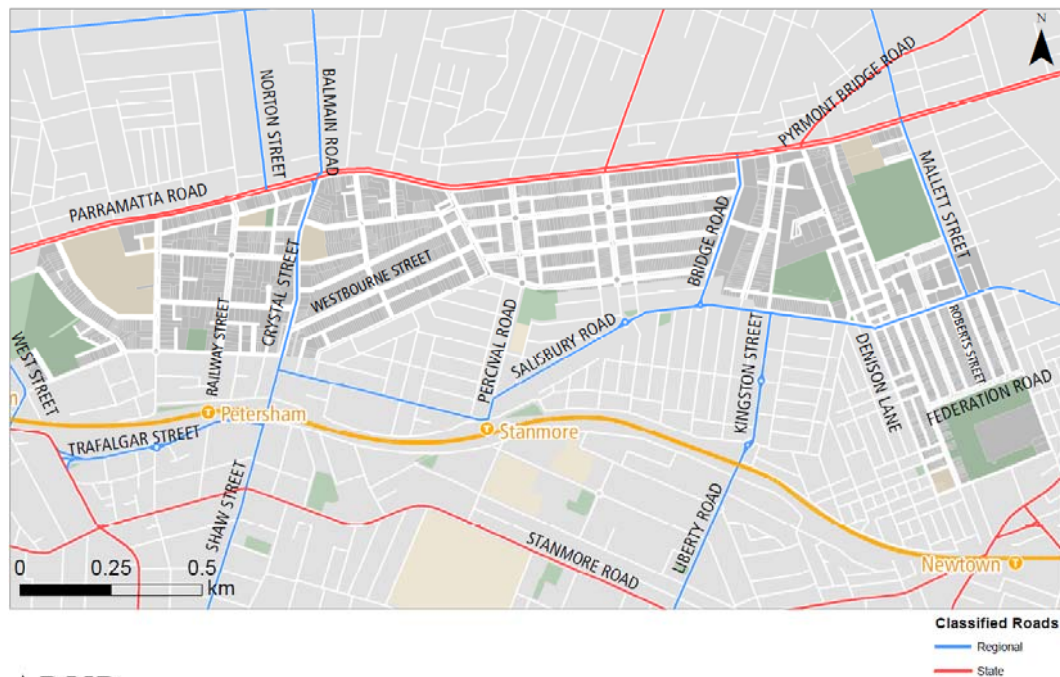 N
PYRMONT BRIDGE ROAD
NORTON STREET
BALMAIN ROAD
PARRAMATTA ROAD
MALLETT STREET
BRIDGE ROAD
WESTBOURNE STREET
CRYSTAL STREET
RAILWAY STREET
WEST STREET
PERCIVAL ROAD
SALISBURY ROAD
KINGSTON STREET
DENISON LANE
ROBERTS STREET
FEDERATION ROAD
Petersham
Stanmore
TRAFALGAR STREET
SHAW STREET
STANMORE ROAD
LIBERTY ROAD
Newtown
0 0.25 0.5
km
Classified Roads
Regional
State